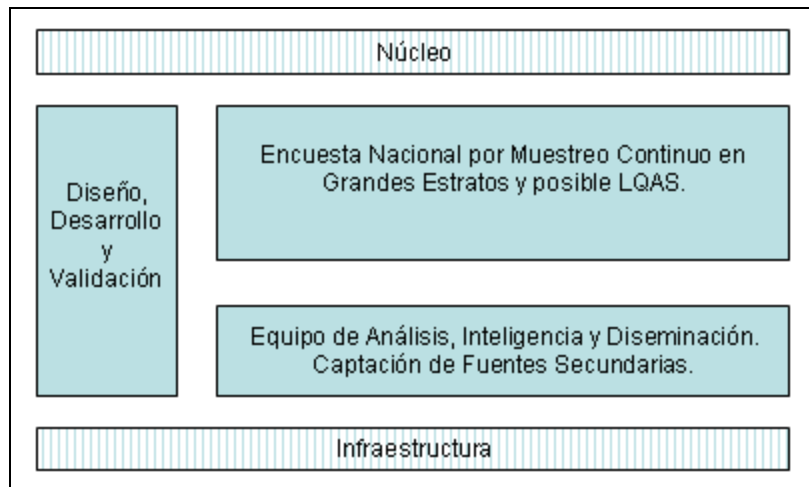 Núcleo
Diseño,
Desarrollo
y
Validación
Encuesta Nacional por Muestreo Continuo en
Grandes Estratos y posible LQAS.
Equipo de Análisis, Inteligencia y Diseminación.
Captación de Fuentes Secundarias.
Infraestructura